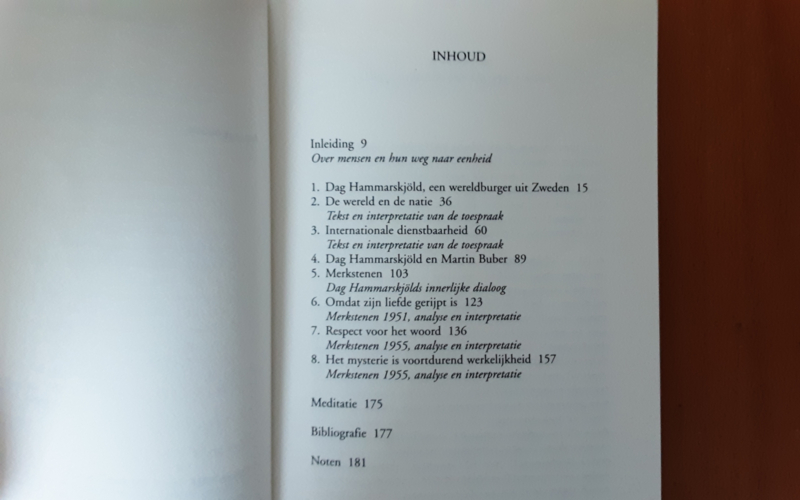 INHOUD
Inleiding 9
Over mensen en hun weg naar eenheid
1. Dag Hammarskjöld, een wereldburger uit Zweden 15
2. De wereld en de natie 36
Tekst en interpretatie van de toespraak
3. Internationale dienstbaarheid 60
Tekst en interpretatie van de toespraak
4. Dag Hammarskjöld en Martin Buber 89
5. Merkstenen 103
Dag Hammarskjölds innerlijke dialoog
6. Omdat zijn liefde gerijpt is 123
Merkstenen 1951, analyse en interpretatie
7. Respect voor het woord 136
Merkstenen 1955, analyse en interpretatie
8. Het mysterie is voortdurend werkelijkheid 157
Merkstenen 1955, analyse en interpretatie
Meditatie 175
Bibliografie 177
Noten 181